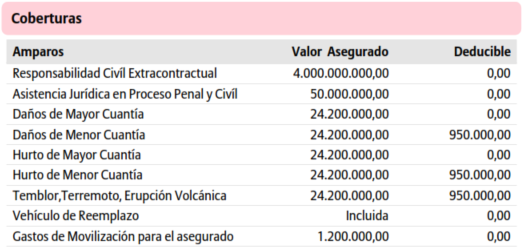 Coberturas
Amparos Valor Asegurado Deducible
Responsabilidad Civíl Extracontractual 4.000.000.000,00 0,00
Asistencia Jurídica en Proceso Penal y Civíl 50.000.000,00 0,00
Daños de Mayor Cuantía 24.200.000,00 0,00
Daños de Menor Cuantía 24.200.000,00 950.000,00
Hurto de Mayor Cuantía 24.200.000,00 0,00
Hurto de Menor Cuantía 24.200.000,00 950.000,00
Temblor,Terremoto, Erupción Volcánica 24.200.000,00 950.000,00
Vehículo de Reemplazo Incluida 0,00
Gastos de Movilización para el asegurado 1.200.000,00 0,00